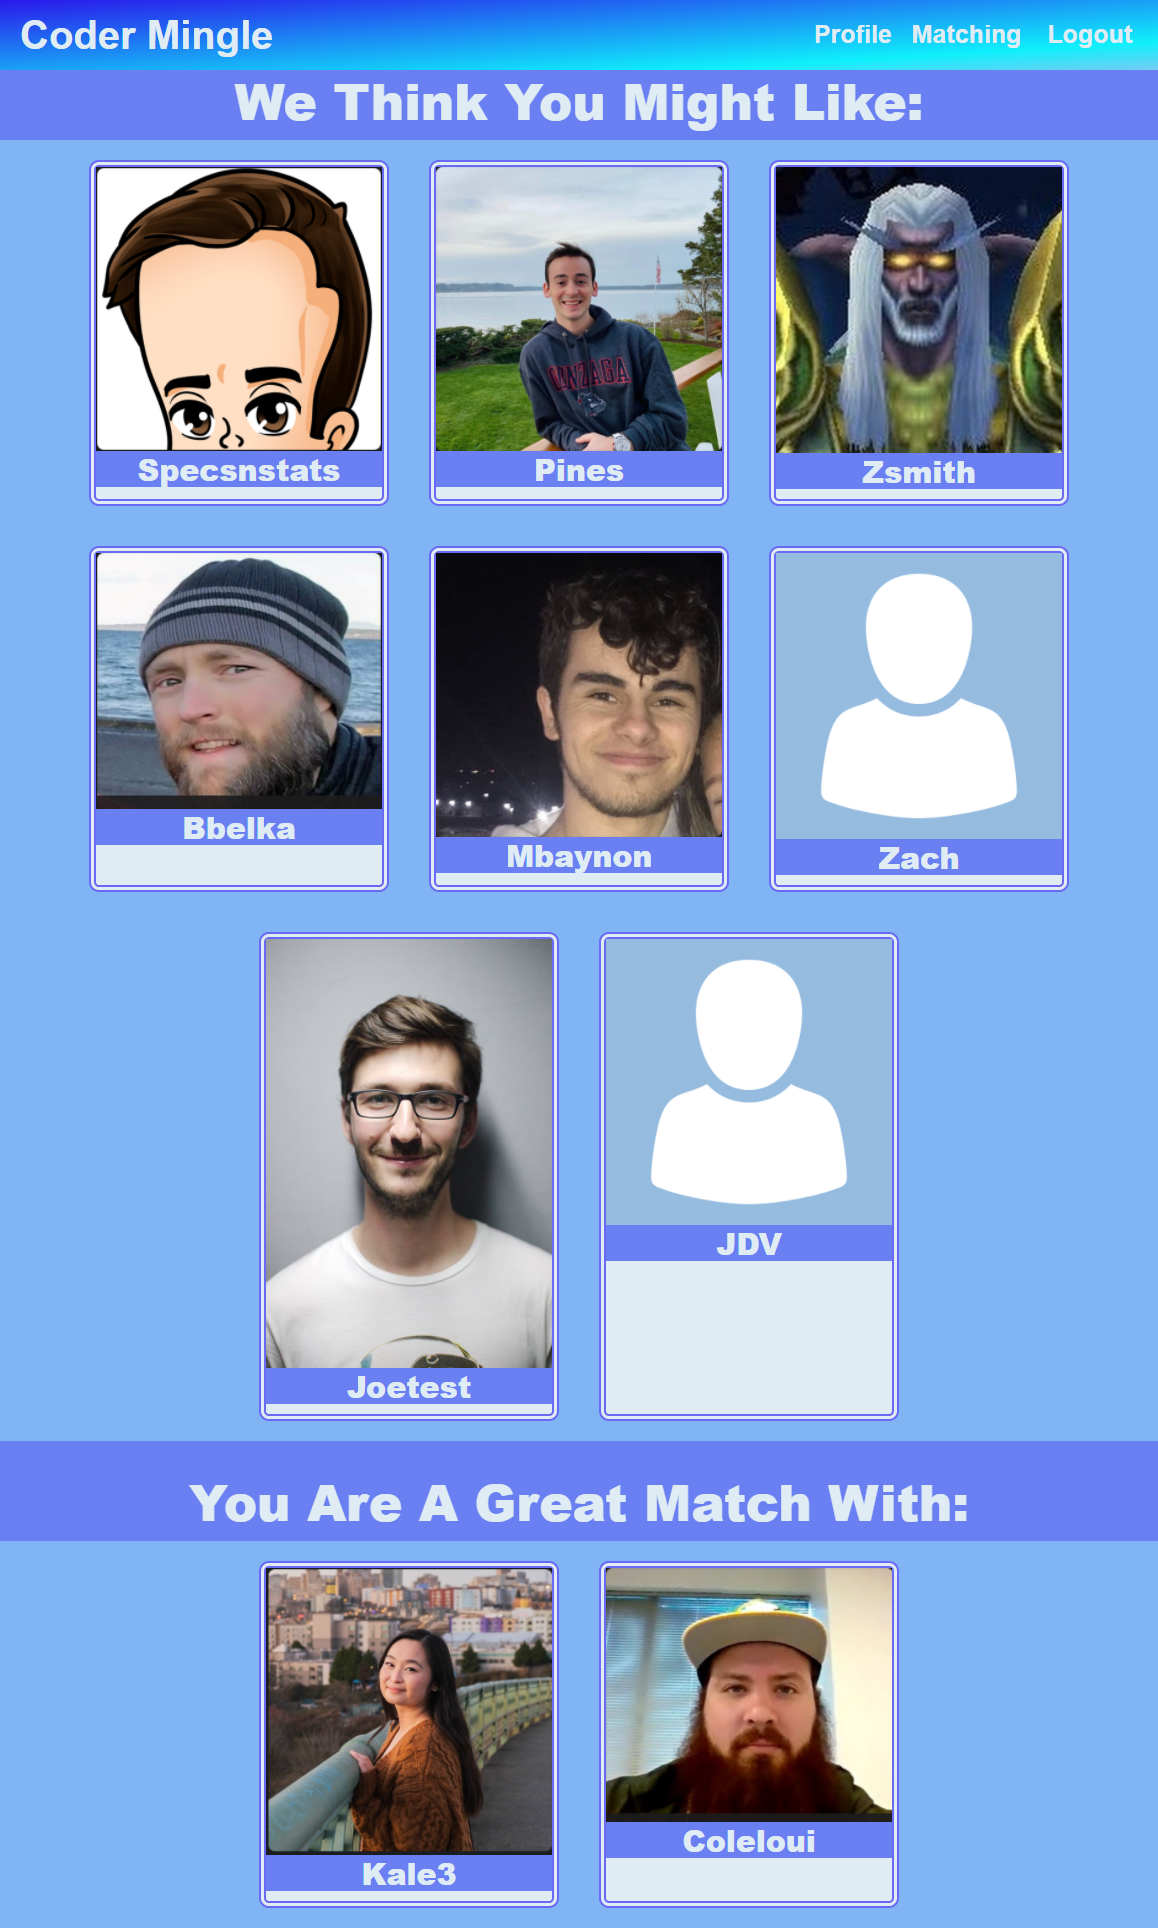 Coder Mingle
Profile Matching Logout
We Think You Might Like:
GONZAGA
Specsnstats
Pines
Zsmith
Bbelka
Mbaynon
Zach
Joetest
JDV
You Are A Great Match With:
Kale3
Coleloui